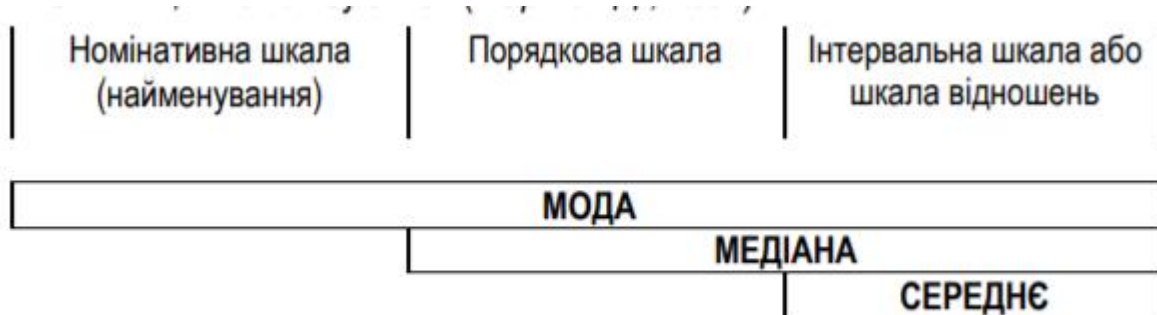 Номінативна шкала
(найменування)
Порядкова шкала
Інтервальна шкала або
шкала відношень
МОДА
МЕДІАНА
СЕРЕДНЄ